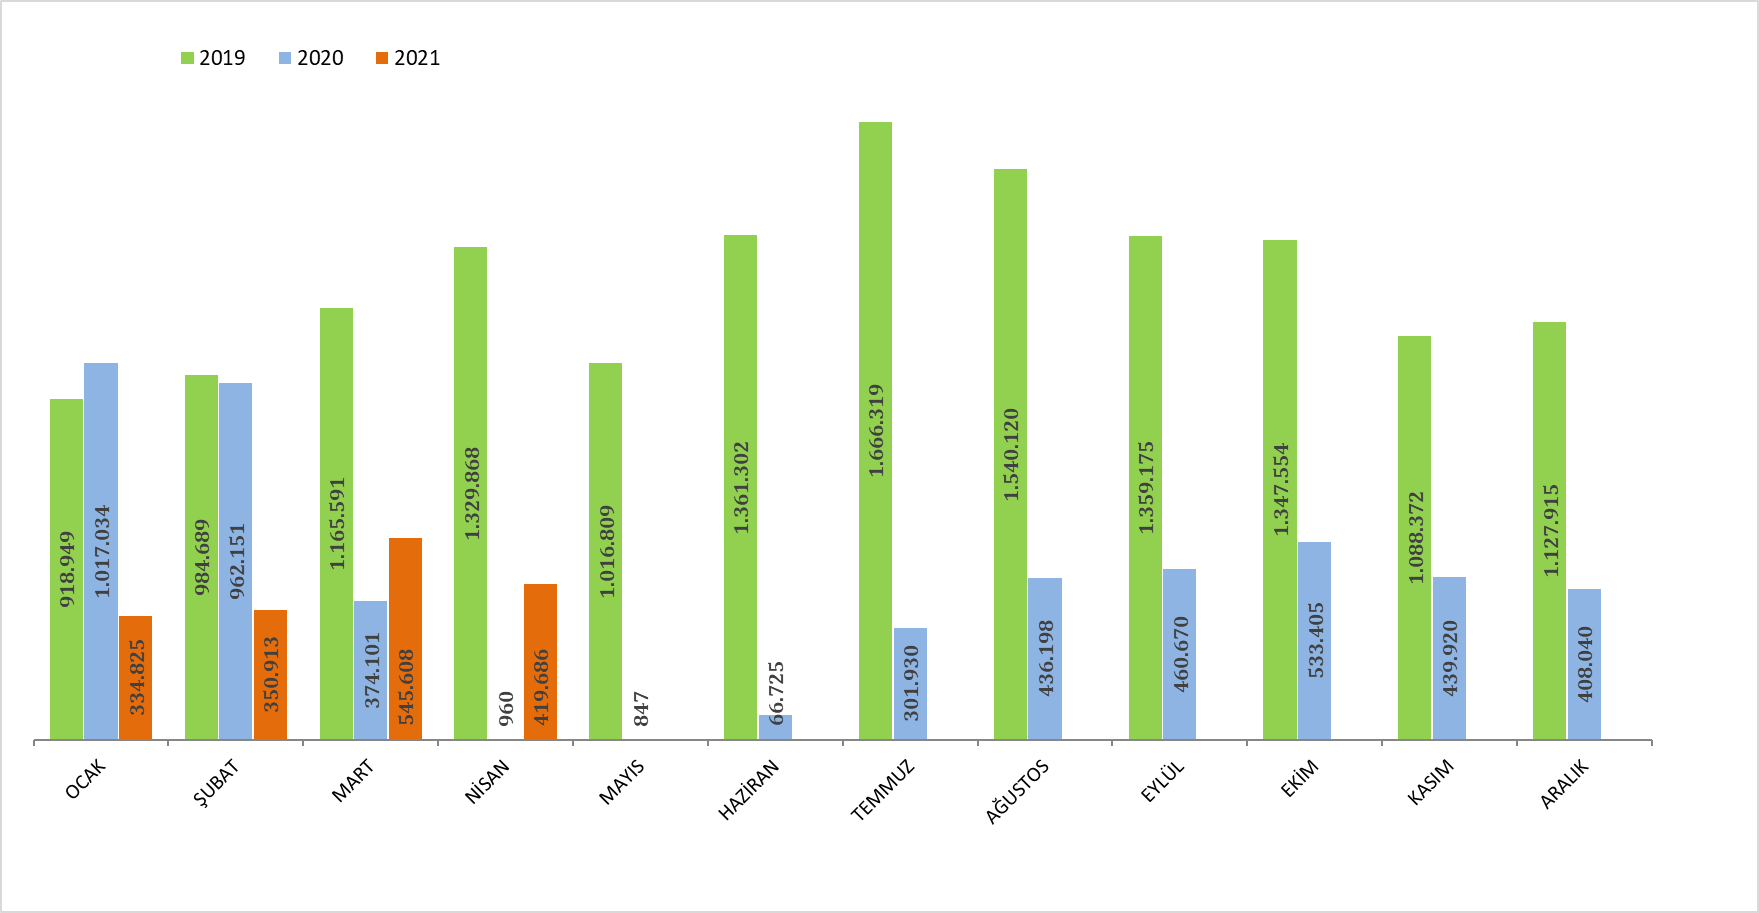 2019 2020 2021
918.949 1.017.034 334.825
984.689 962.151 350.913
1.165.591 374.101 545.608
1.329.868 960 419.686
1.016.809 847
1.361.302 66.725
1.666.319 301.930
1.540.120 436.198
1.359.175 460.670
1.347.554 533.405
1.088.372 439.920
1.127.915 408.040
OCAK
ŞUBAT
MART
NİSAN
MAYIS
HAZİRAN
TEMMUZ
AĞUSTOS
EYLÜL
EKİM
KASIM
ARALIK